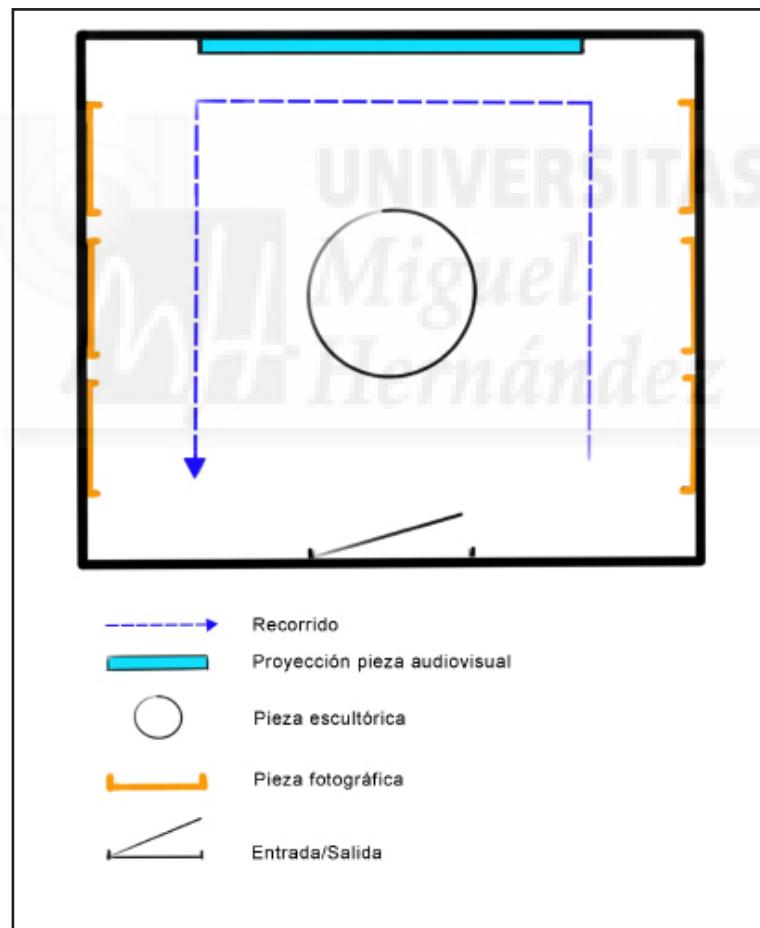 UNIVERSITAS
Miguel
Hernández
Recorrido
Proyección pieza audiovisual
Pieza escultórica
Pieza fotográfica
Entrada/Salida